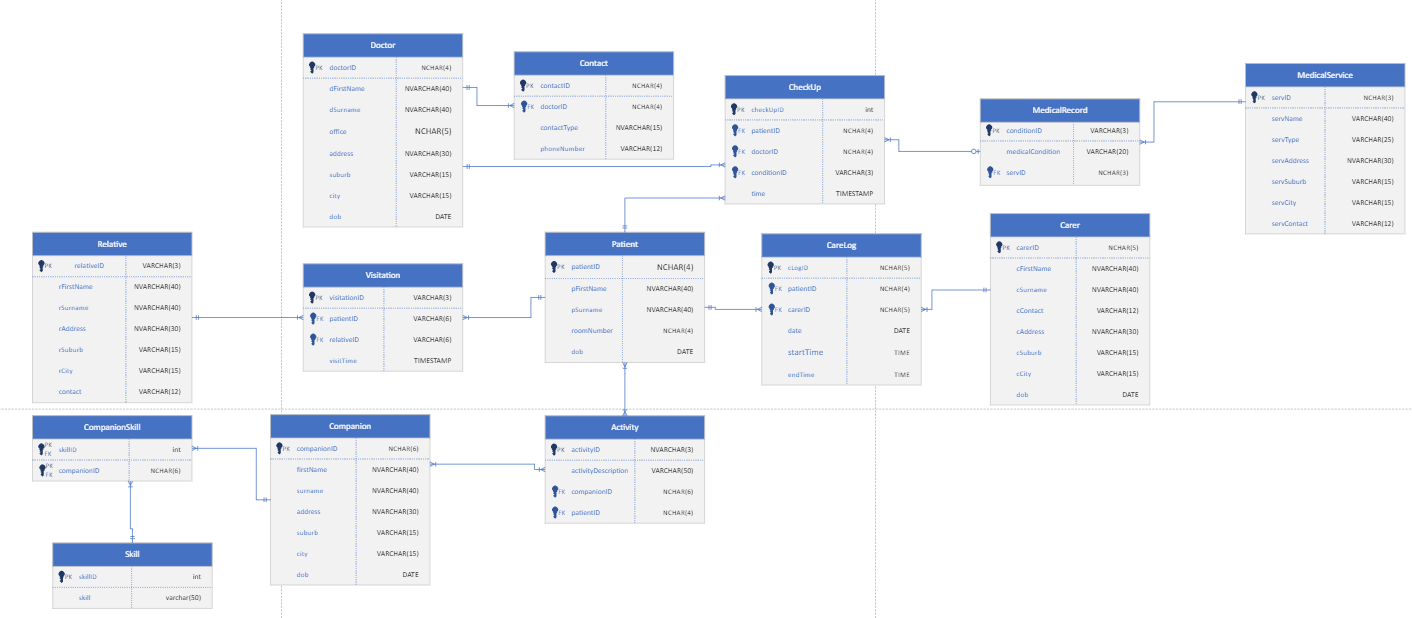 Doctor
PK doctorID NCHAR(4)
dFirstName NVARCHAR(40)
dSurname NVARCHAR(40)
office NCHAR(5)
address NVARCHAR(30)
suburb VARCHAR(15)
city VARCHAR(15)
dob DATE
Contact
PK contactID NCHAR(4)
FK doctorID NCHAR(4)
contactType NVARCHAR(15)
phoneNumber VARCHAR(12)
CheckUp
PK checkUpID int
FK patientID NCHAR(4)
FK doctorID NCHAR(4)
FK conditionID VARCHAR(3)
time TIMESTAMP
MedicalRecord
PK conditionID VARCHAR(3)
medicalCondition VARCHAR(20)
FK servID NCHAR(3)
MedicalService
PK servID NCHAR(3)
servName VARCHAR(40)
servType VARCHAR(25)
servAddress NVARCHAR(30)
servSuburb VARCHAR(15)
servCity VARCHAR(15)
servContact VARCHAR(12)
Relative
PK relativeID VARCHAR(3)
rFirstName NVARCHAR(40)
rSurname NVARCHAR(40)
rAddress NVARCHAR(30)
rSuburb VARCHAR(15)
rCity VARCHAR(15)
contact VARCHAR(12)
Visitation
PK visitationID VARCHAR(3)
FK patientID VARCHAR(6)
FK relativeID VARCHAR(6)
visitTime TIMESTAMP
Patient
PK patientID NCHAR(4)
pFirstName NVARCHAR(40)
pSurname NVARCHAR(40)
roomNumber NCHAR(4)
dob DATE
CareLog
PK cLogID NCHAR(5)
FK patientID NCHAR(4)
FK carerID NCHAR(5)
date DATE
startTime TIME
endTime TIME
Carer
PK carerID NCHAR(5)
cFirstName NVARCHAR(40)
cSurname NVARCHAR(40)
cContact VARCHAR(12)
cAddress NVARCHAR(30)
cSuburb VARCHAR(15)
cCity VARCHAR(15)
dob DATE
CompanionSkill
PK FK skillID int
PK FK companionID NCHAR(6)
Companion
PK companionID NCHAR(6)
firstName NVARCHAR(40)
surname NVARCHAR(40)
address NVARCHAR(30)
suburb VARCHAR(15)
city VARCHAR(15)
dob DATE
Activity
PK activityID NVARCHAR(3)
activityDescription VARCHAR(50)
FK companionID NCHAR(6)
FK patientID NCHAR(4)
Skill
PK skillID int
skill varchar(50)